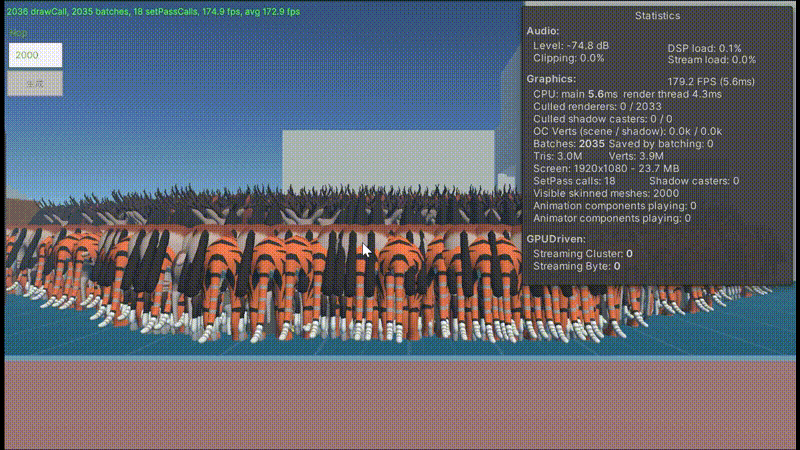 2036 drawCall, 2035 batches, 18 setPassCalls, 174.9 fps, avg 172.9 fps
2000
生成
Statistics
Audio:
Level: -74.8 dB
DSP load: 0.1%
Clipping: 0.0%
Stream load: 0.0%
Graphics:
179.2 FPS (5.6ms)
CPU: main 5.6ms render thread 4.3ms
Culled renderers: 0 / 2033
Culled shadow casters: 0 / 0
OC Verts (scene / shadow): 0.0k / 0.0k
Batches: 2035 Saved by batching: 0
Tris: 3.0M Verts: 3.9M
Screen: 1920x1080 - 23.7 MB
SetPass calls: 18 Shadow casters: 0
Visible skinned meshes: 2000
Animation components playing: 0
Animator components playing: 0
GPUDriven:
Streaming Cluster: 0
Streaming Byte: 0